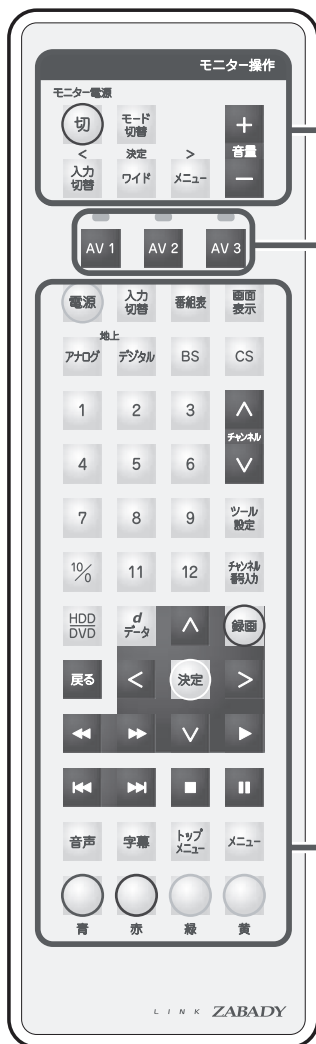 モニター操作
モニター電源
切 モード切替 + 音量 −
< 決定 >
入力切替 ワイド メニュー
AV 1 AV 2 AV 3
電源 入力切替 番組表 画面表示
地上
アナログ デジタル BS CS
1 2 3
チャンネル
4 5 6
7 8 9 ツール設定
10/0 11 12 チャンネル番号入力
HDD DVD dデータ 録画
戻る < 決定 >
音声 字幕 トップメニュー メニュー
青 赤 緑 黄
LINK ZABADY